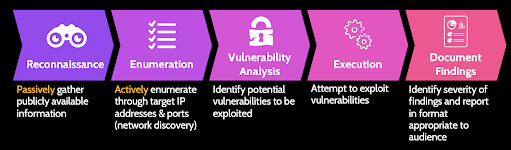 Reconnaissance
Passively gather
publicly available
information
Enumeration
Actively enumerate
through target IP
addresses & ports
(network discovery)
Vulnerability
Analysis
Identify potential
vulnerabilities to be
exploited
Execution
Attempt to exploit
vulnerabilities
Document
Findings
Identify severity of
findings and report
in format
appropriate to
audience